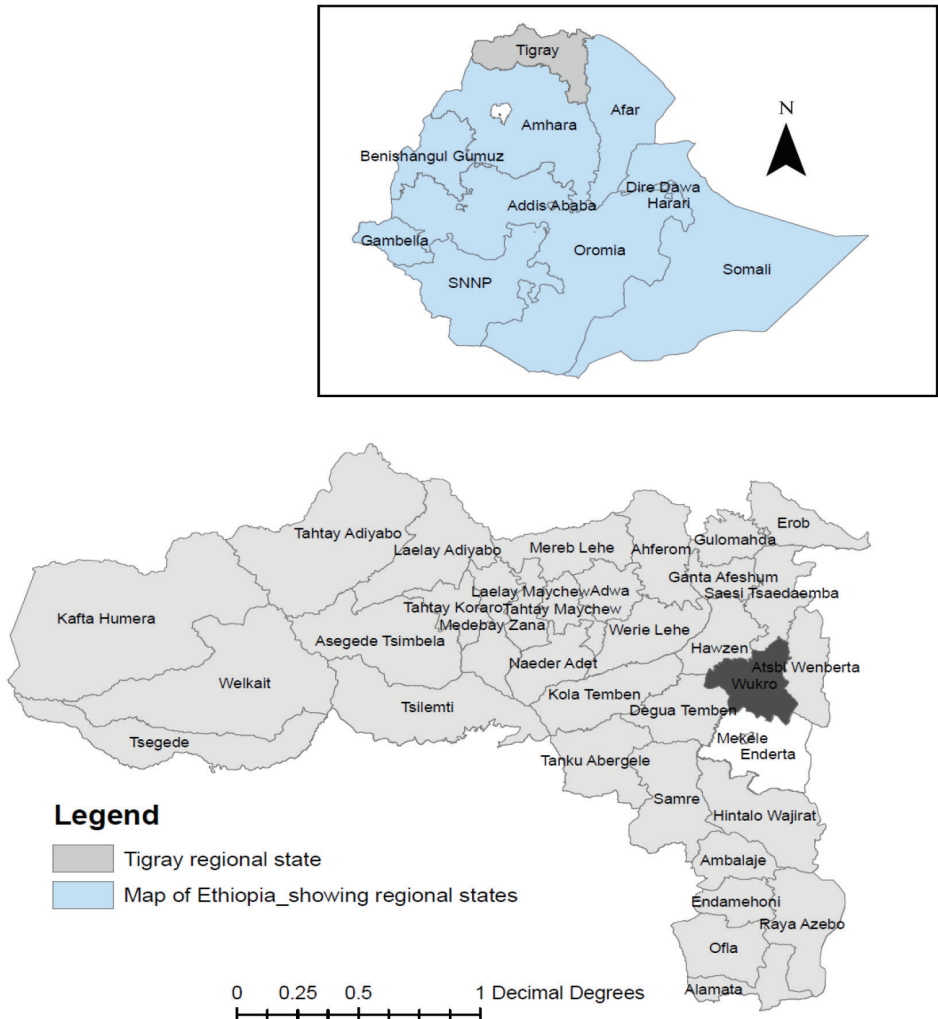 Tigray
N
Afar
Amhara
Benishangul Gumuz
Dire Dawa
Addis Ababa
Harari
Gambella
Oromia
Somali
SNNP
Erob
Tahtay Adiyabo
Gulomahda
Laelay Adiyabo
Mereb Lehe
Ahferom
Ganta Afeshum
Laelay Maychew
Adwa
Saesi Tsaedaemba
Tahtay Koraro
Tahtay Maychew
Kafta Humera
Medebay Zana
Werie Lehe
Asegede Tsimbela
Hawzen
Naeder Adet
Atsbi Wenberta
Welkait
Wukro
Kola Temben
Tsilemti
Degua Temben
Mekele
Tsegede
Enderta
Tanku Abergele
Samre
Hintalo Wajirat
Legend
Tigray regional state
Ambalaje
Map of Ethiopia_showing regional states
Endamehoni
Raya Azebo
Ofla
Alamata
0 0.25 0.5 1 Decimal Degrees